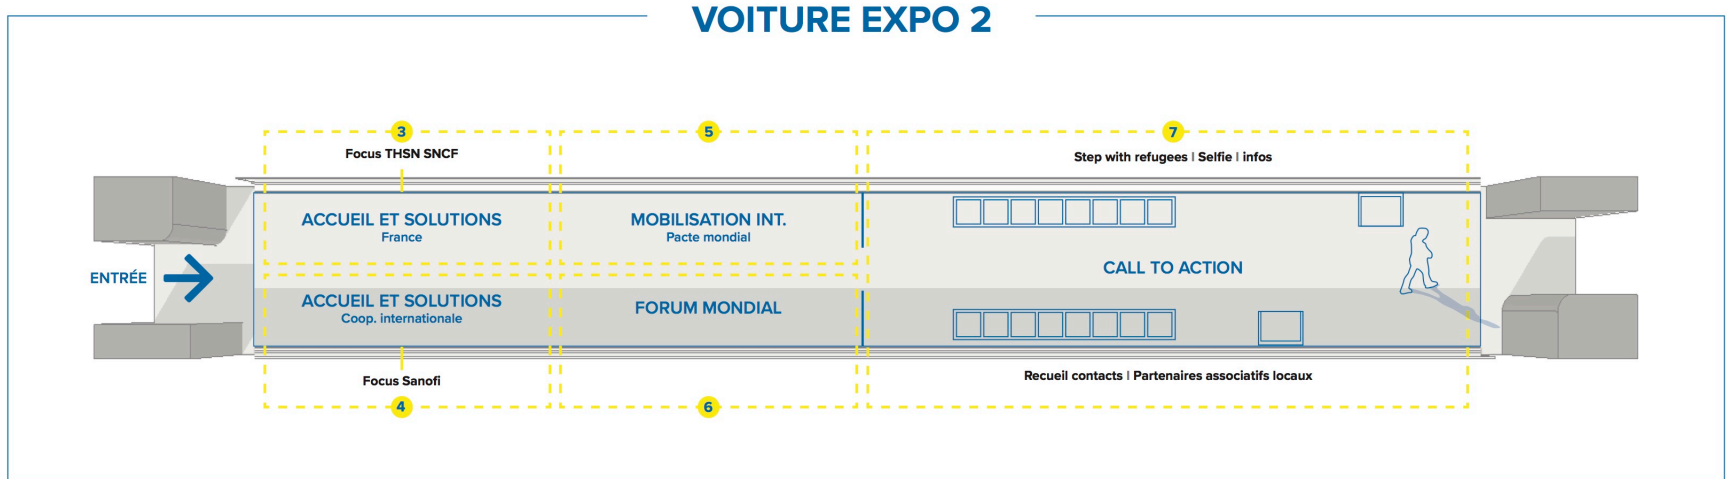 VOITURE EXPO 2
3
Focus THSN SNCF
5
7
Step with refugees I Selfie I infos
ACCUEIL ET SOLUTIONS
France
MOBILISATION INT.
Pacte mondial
ENTRÉE
CALL TO ACTION
ACCUEIL ET SOLUTIONS
Coop. internationale
FORUM MONDIAL
Focus Sanofi
4
6
Recueil contacts I Partenaires associatifs locaux